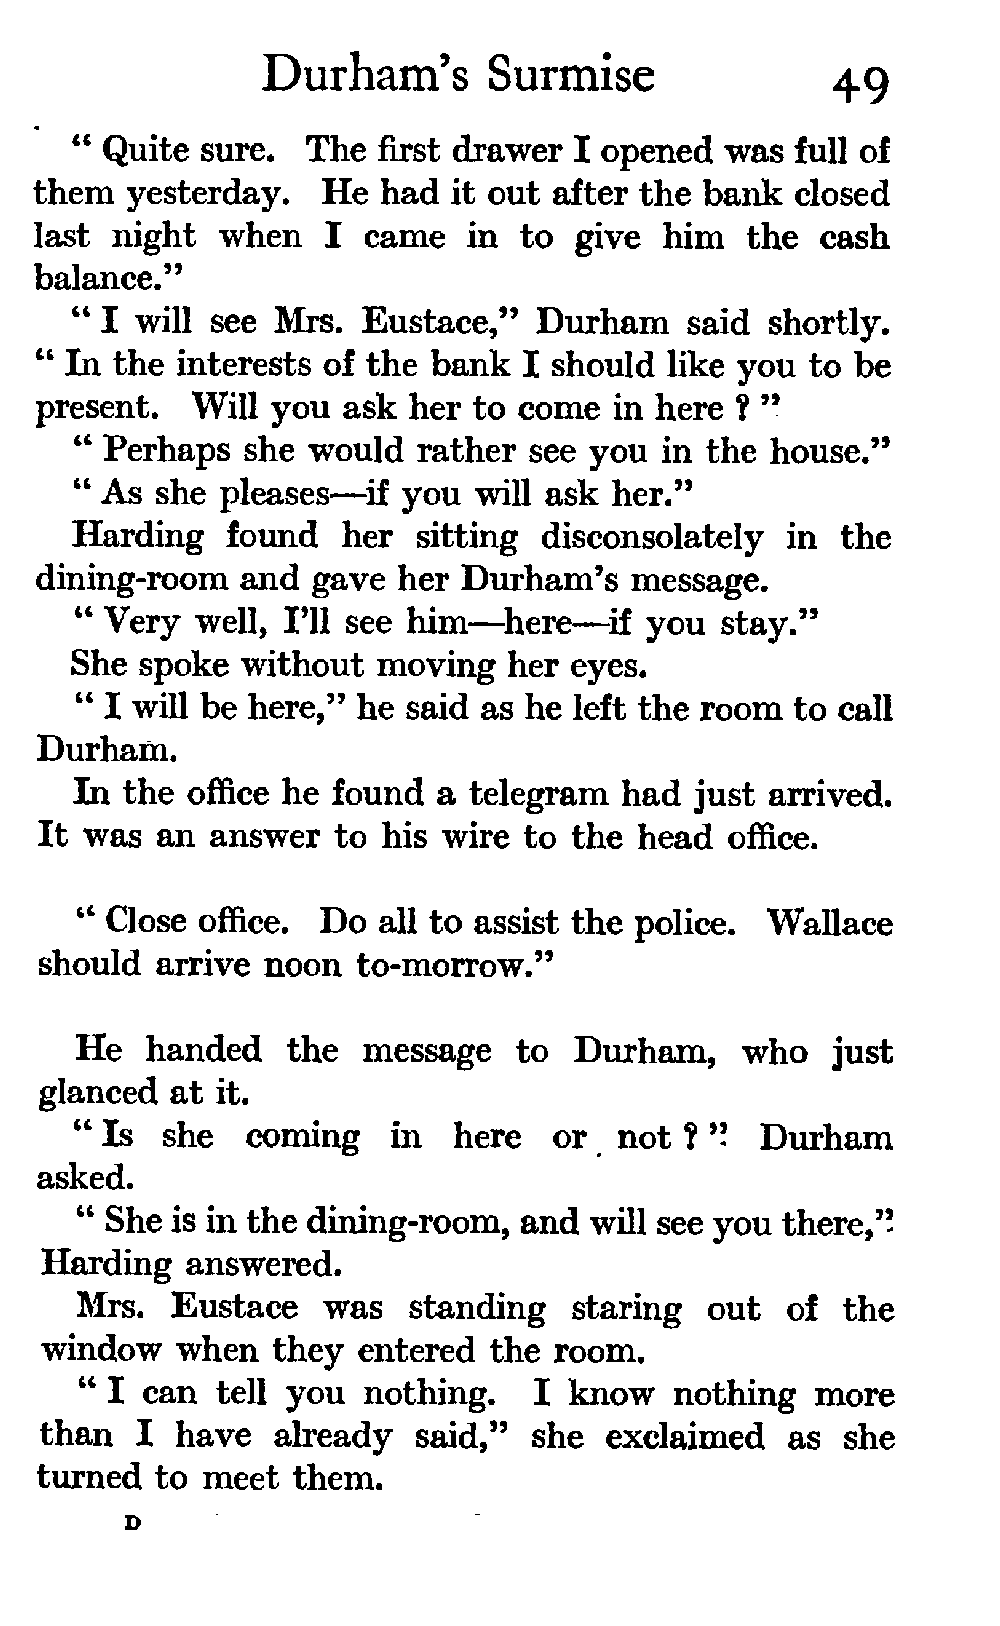 Durham's Surmise 49
“ Quite sure. The first drawer I opened was full of
them yesterday. He had it out after the bank closed
last night when I came in to give him the cash
balance.”
“ I will see Mrs. Eustace,” Durham said shortly.
“ In the interests of the bank I should like you to be
present. Will you ask her to come in here ? ”
“ Perhaps she would rather see you in the house.”
“ As she pleases—if you will ask her.”
Harding found her sitting disconsolately in the
dining-room and gave her Durham's message.
“ Very well, I'll see him—here—if you stay.”
She spoke without moving her eyes.
“ I will be here,” he said as he left the room to call
Durham.
In the office he found a telegram had just arrived.
It was an answer to his wire to the head office.
“ Close office. Do all to assist the police. Wallace
should arrive noon to-morrow.”
He handed the message to Durham, who just
glanced at it.
“ Is she coming in here or not ? ” Durham
asked.
“ She is in the dining-room, and will see you there,”
Harding answered.
Mrs. Eustace was standing staring out of the
window when they entered the room.
“ I can tell you nothing. I know nothing more
than I have already said,” she exclaimed as she
turned to meet them.
D